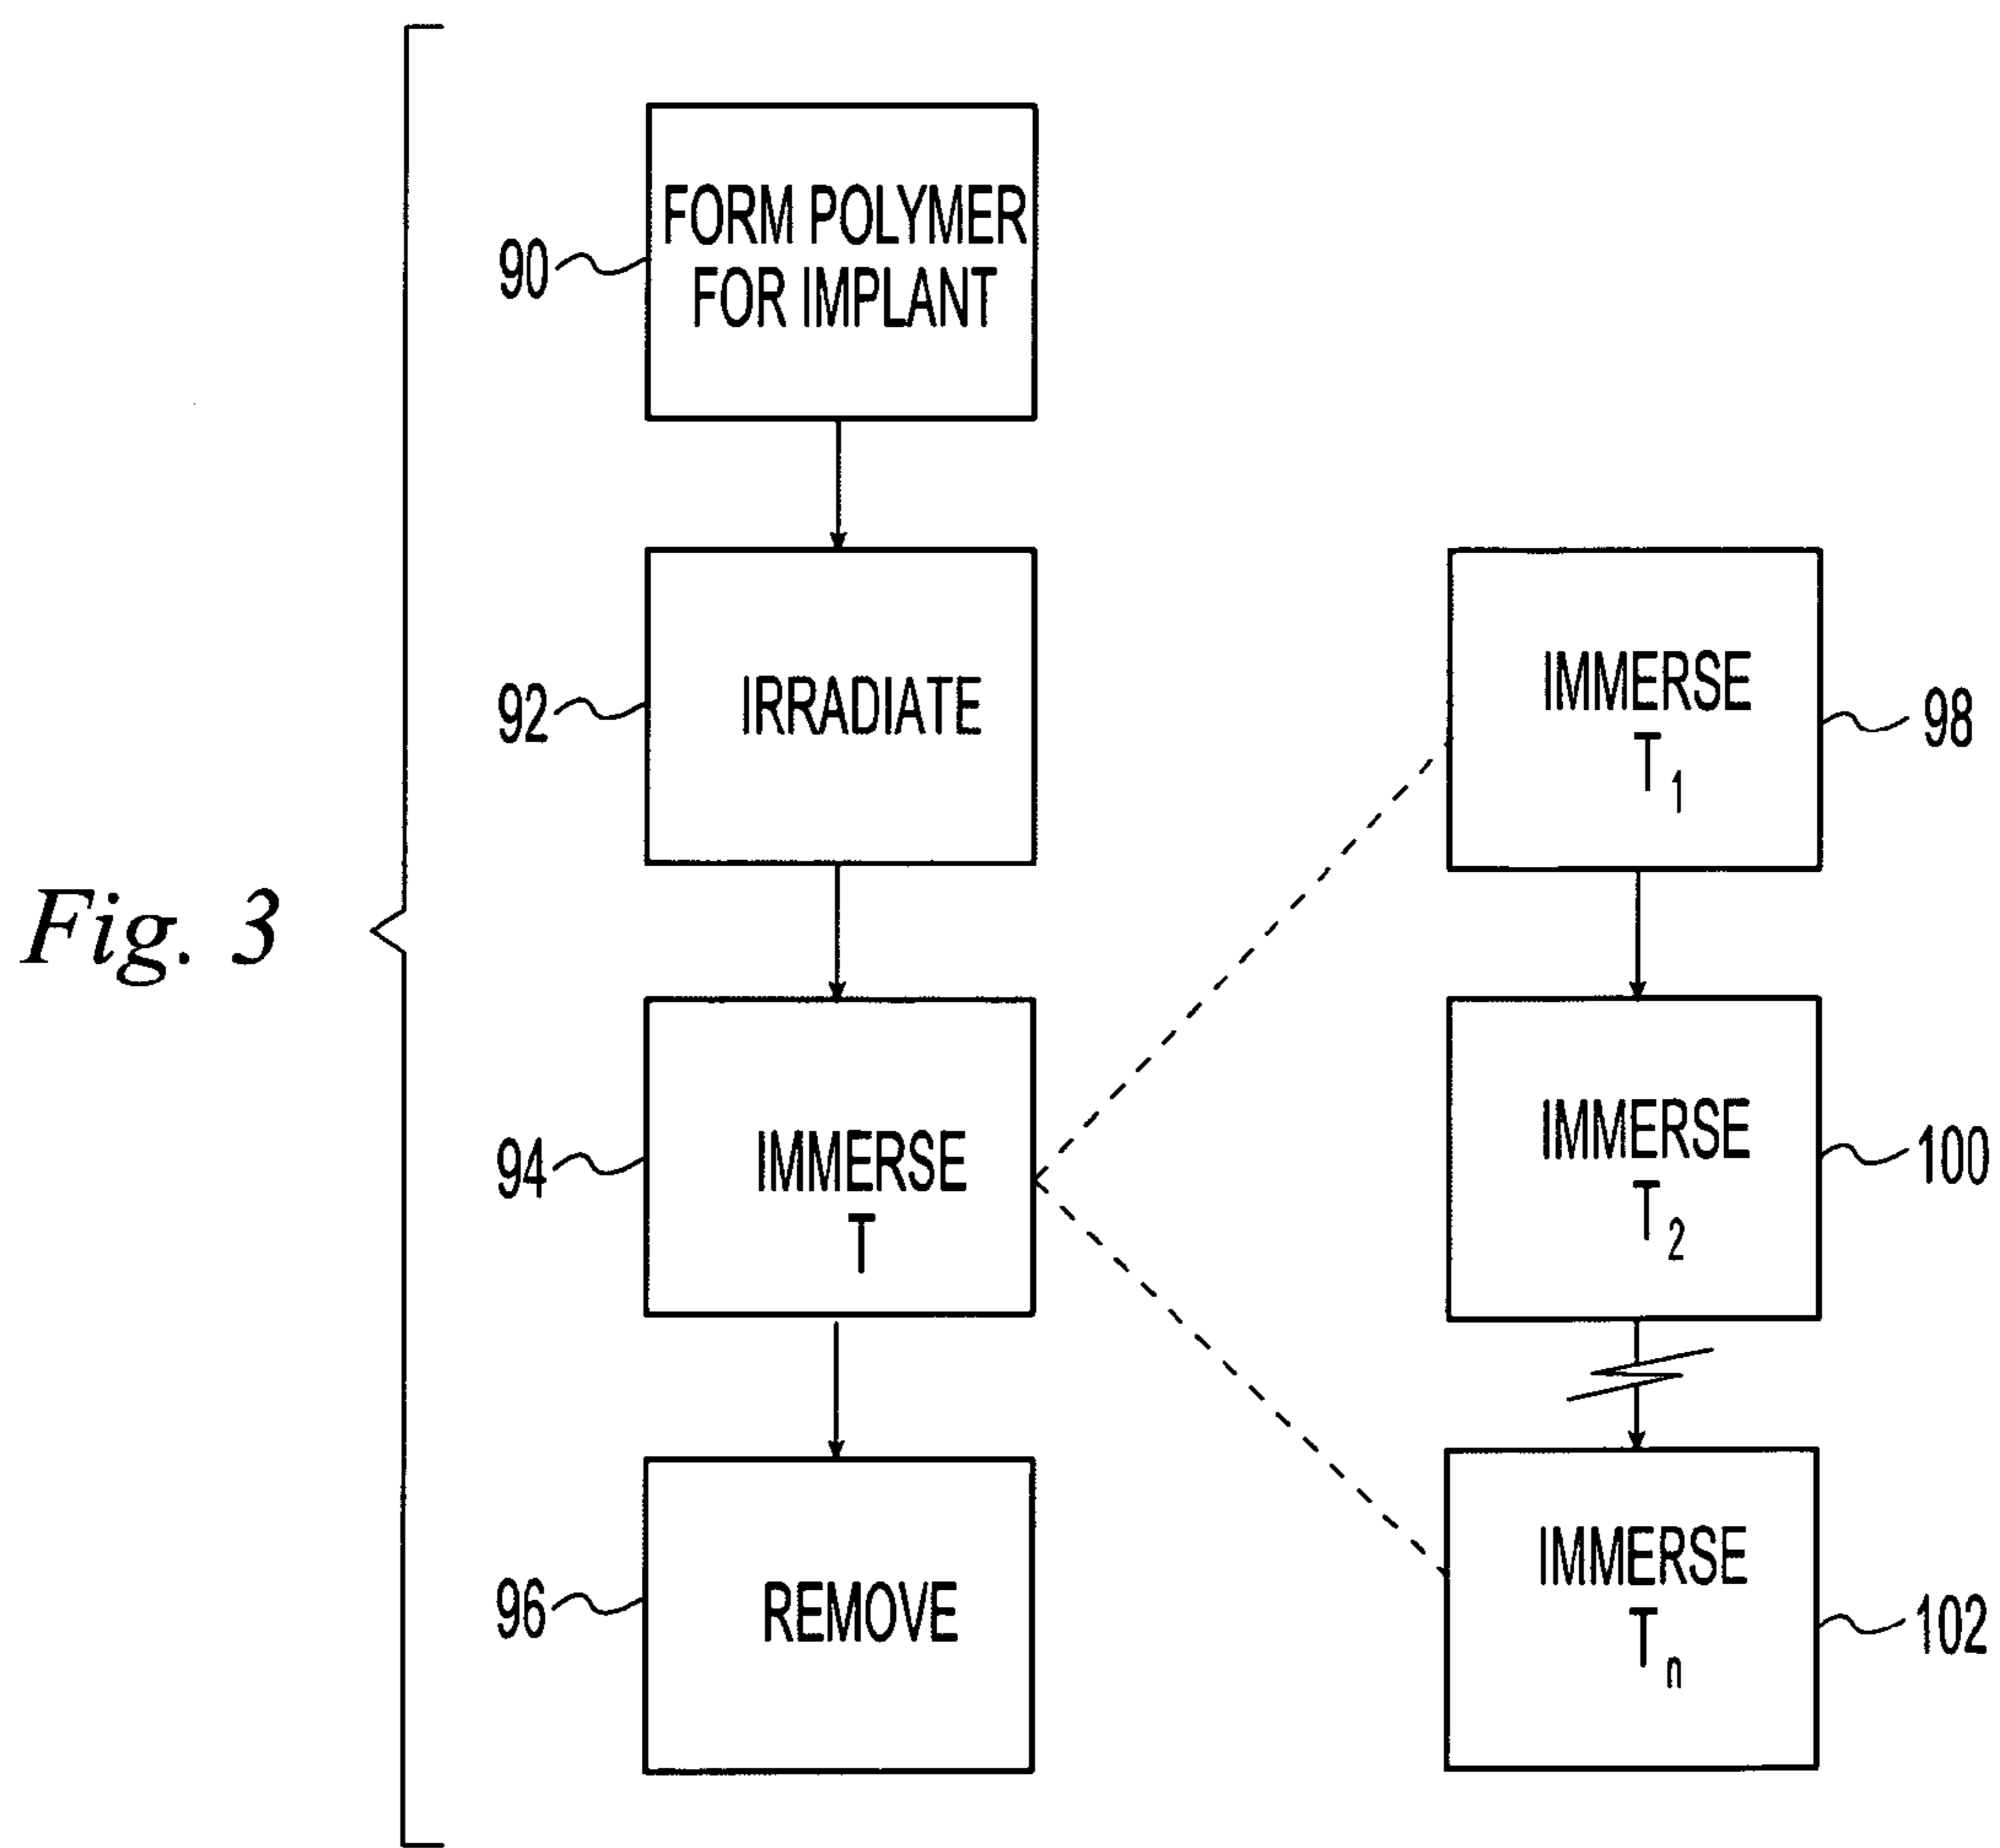 Fig. 3
90
FORM POLYMER
FOR IMPLANT
92
IRRADIATE
94
IMMERSE
T
96
REMOVE
IMMERSE
T1
98
IMMERSE
T2
100
IMMERSE
Tn
102